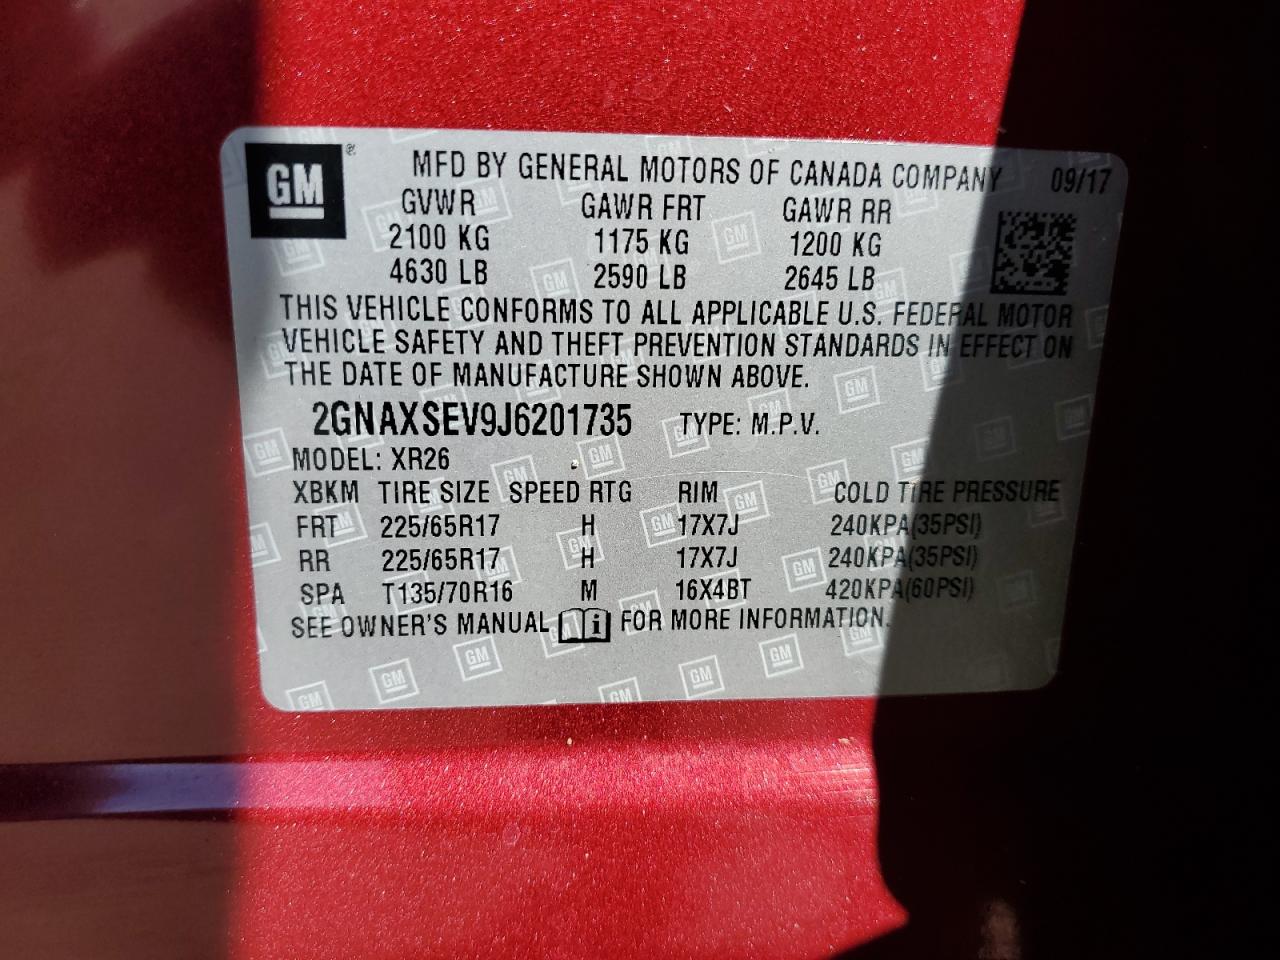 GM ® MFD BY GENERAL MOTORS OF CANADA COMPANY 09/17
GVWR GAWR FRT GAWR RR
2100 KG 1175 KG 1200 KG
4630 LB 2590 LB 2645 LB
THIS VEHICLE CONFORMS TO ALL APPLICABLE U.S. FEDERAL MOTOR
VEHICLE SAFETY AND THEFT PREVENTION STANDARDS IN EFFECT ON
THE DATE OF MANUFACTURE SHOWN ABOVE.
2GNAXSEV9J6201735 TYPE: M.P.V.
MODEL: XR26
XBKM TIRE SIZE SPEED RTG RIM COLD TIRE PRESSURE
FRT 225/65R17 H 17X7J 240KPA(35PSI)
RR 225/65R17 H 17X7J 240KPA(35PSI)
SPA T135/70R16 M 16X4BT 420KPA(60PSI)
SEE OWNER'S MANUAL i FOR MORE INFORMATION.